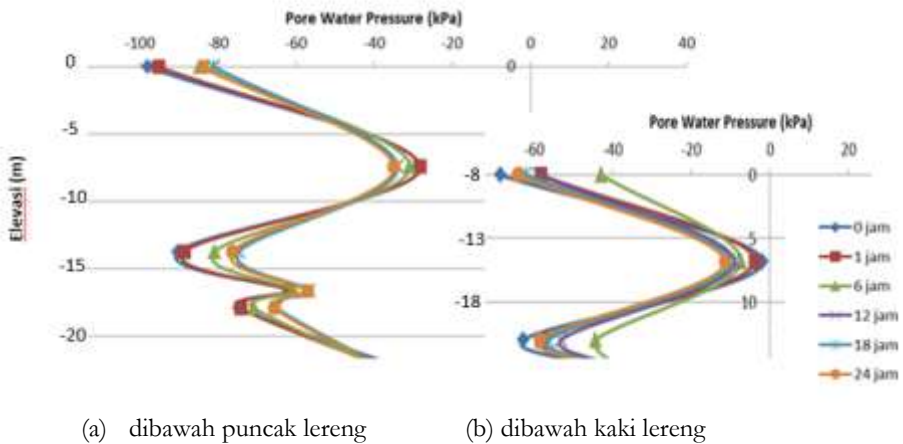 Pore Water Pressure (kPa)
-100 -80 -60 -40 -20 0 20 40
0
-5
-10
-15
-20
Elevasi (m)
0
Pore Water Pressure (kPa)
-60 -40 -20 0 20
-8
-13
-18
0
5
10
0 jam
1 jam
6 jam
12 jam
18 jam
24 jam
(a) dibawah puncak lereng
(b) dibawah kaki lereng